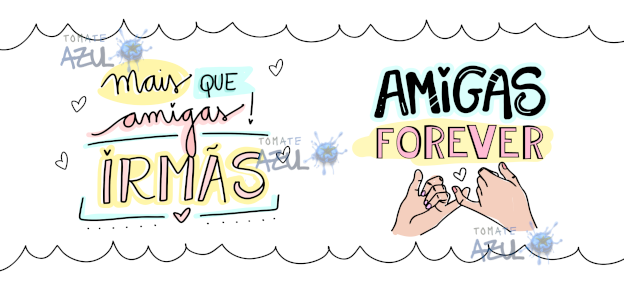 TOMATE
AZUL
mais QUE
amigas!
IRMÃS
TOMATE
AZUL
AMiGAS
FOREVER
TOMATE
AZUL